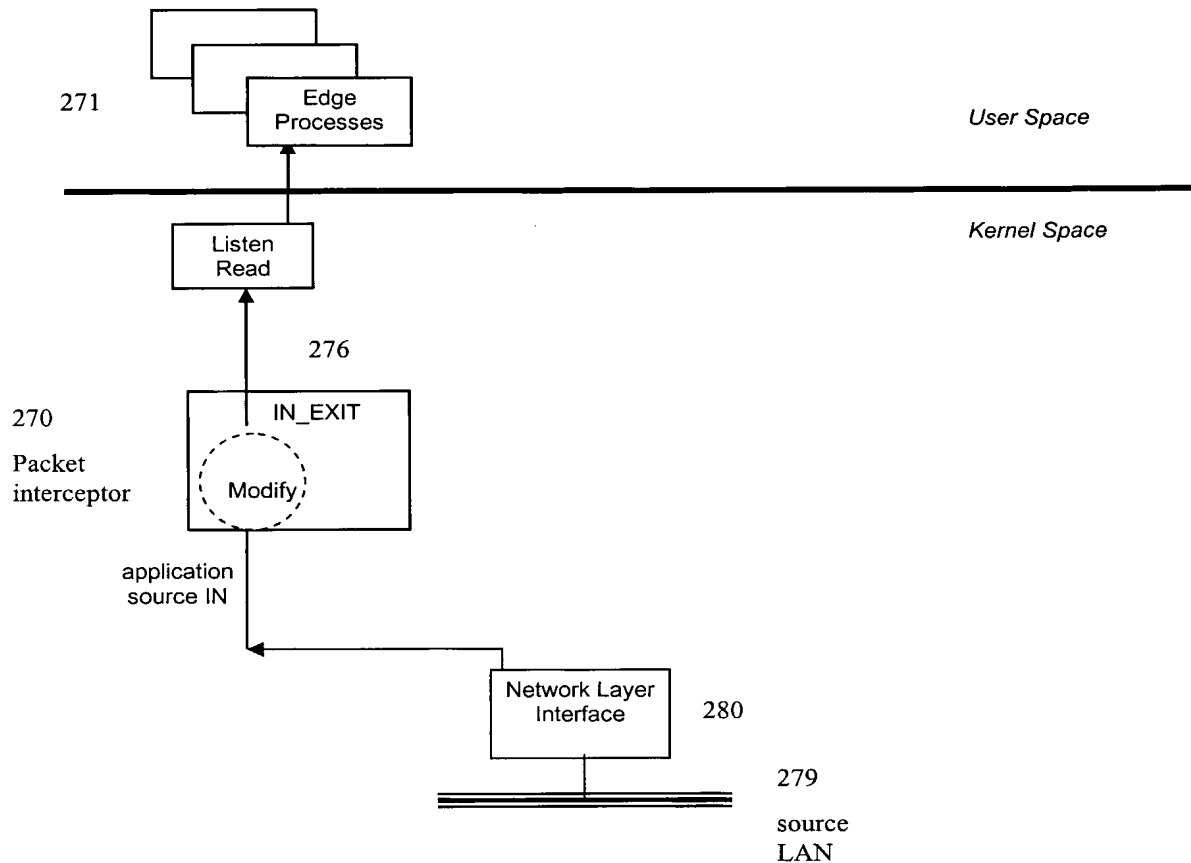 271
Edge
Processes
User Space
Kernel Space
Listen
Read
276
270
Packet
interceptor
IN_EXIT
Modify
application
source IN
Network Layer
Interface
280
279
source
LAN